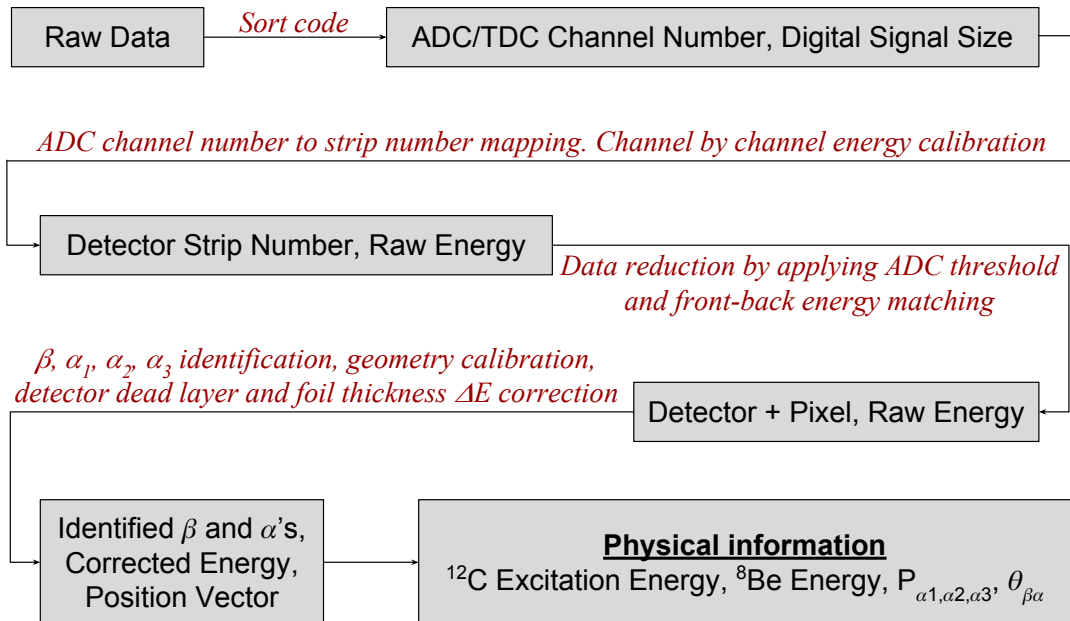 Raw Data
Sort code
ADC/TDC Channel Number, Digital Signal Size
ADC channel number to strip number mapping. Channel by channel energy calibration
Detector Strip Number, Raw Energy
Data reduction by applying ADC threshold
and front-back energy matching
β, α₁, α₂, α₃ identification, geometry calibration,
detector dead layer and foil thickness ΔE correction
Detector + Pixel, Raw Energy
Identified β and α's,
Corrected Energy,
Position Vector
Physical information
¹²C Excitation Energy, ⁸Be Energy, P_α1,α2,α3, θ_βα